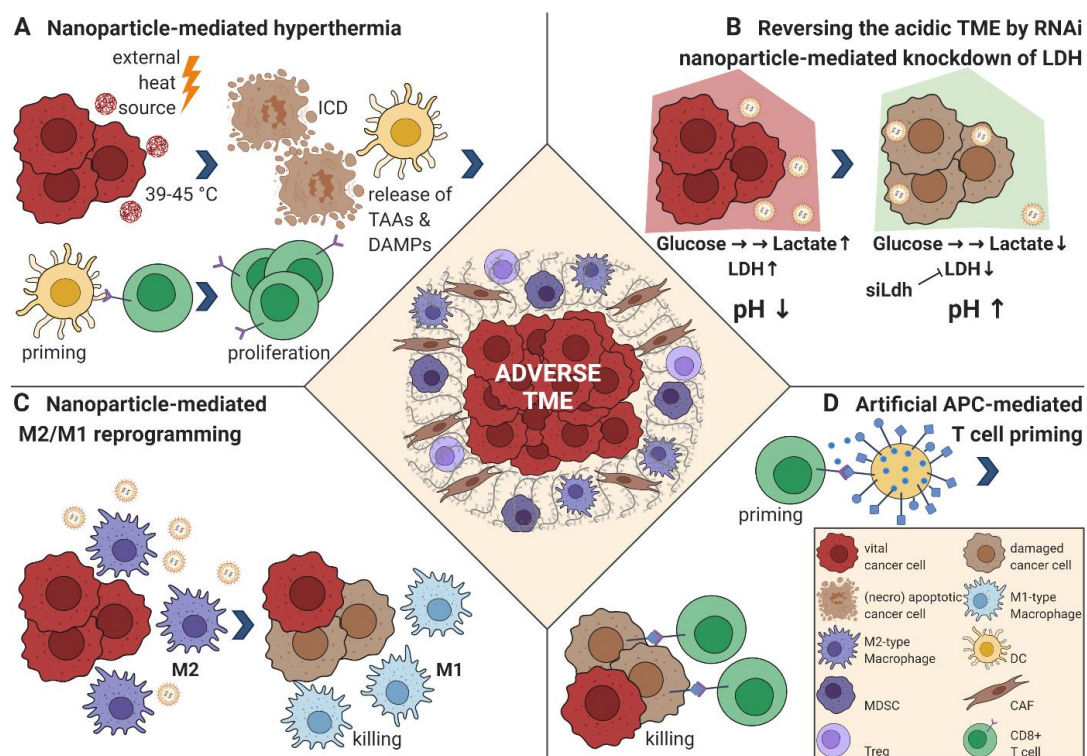 A Nanoparticle-mediated hyperthermia
external
heat
source
39-45 °C
ICD
release of
TAAs &
DAMPs
priming
proliferation
B Reversing the acidic TME by RNAi
nanoparticle-mediated knockdown of LDH
Glucose → → Lactate ↑
LDH ↑
pH ↓
Glucose → → Lactate ↓
LDH ↓
siLdh
pH ↑
ADVERSE
TME
C Nanoparticle-mediated
M2/M1 reprogramming
M2
M1
killing
D Artificial APC-mediated
T cell priming
priming
killing
vital
cancer cell
damaged
cancer cell
(necro) apoptotic
cancer cell
M1-type
Macrophage
M2-type
Macrophage
DC
MDSC
CAF
Treg
CD8+
T cell